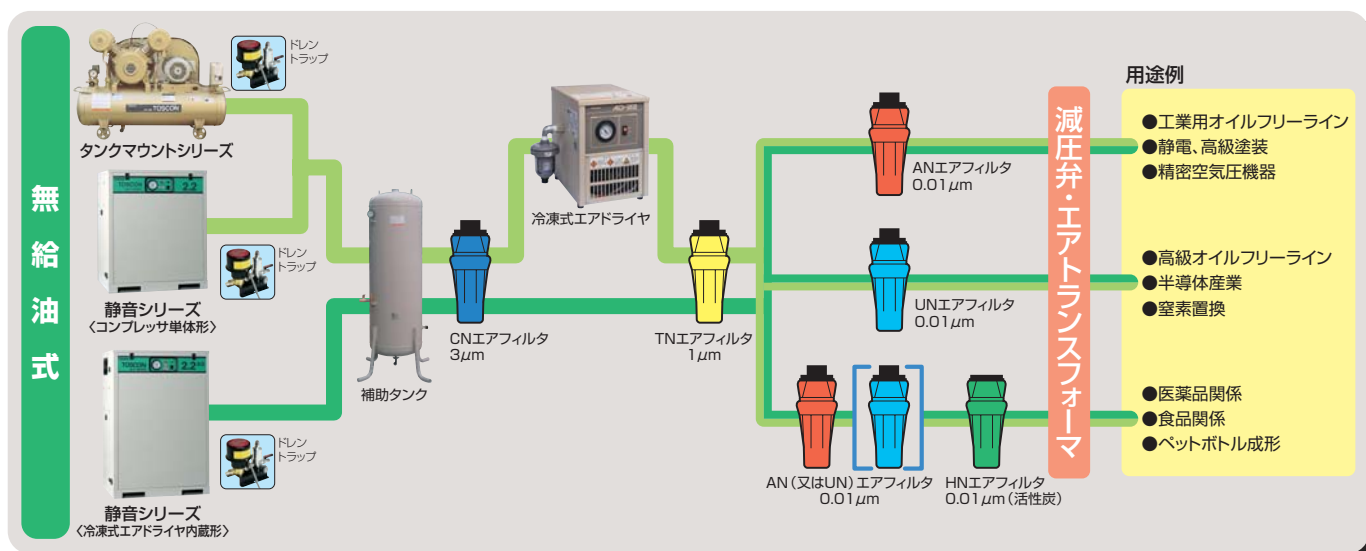 無給油式
TOSCON
タンクマウントシリーズ
ドレン
トラップ
TOSCON
2.2
静音シリーズ
〈コンプレッサ単体形〉
ドレン
トラップ
TOSCON
2.2
静音シリーズ
〈冷凍式エアドライヤ内蔵形〉
ドレン
トラップ
補助タンク
CNエアフィルタ
3μm
冷凍式エアドライヤ
TNエアフィルタ
1μm
ANエアフィルタ
0.01μm
UNエアフィルタ
0.01μm
AN(又はUN)エアフィルタ
0.01μm
HNエアフィルタ
0.01μm(活性炭)
減圧弁・エアトランスフォーマ
用途例
●工業用オイルフリーライン
●静電、高級塗装
●精密空気圧機器
●高級オイルフリーライン
●半導体産業
●窒素置換
●医薬品関係
●食品関係
●ペットボトル成形